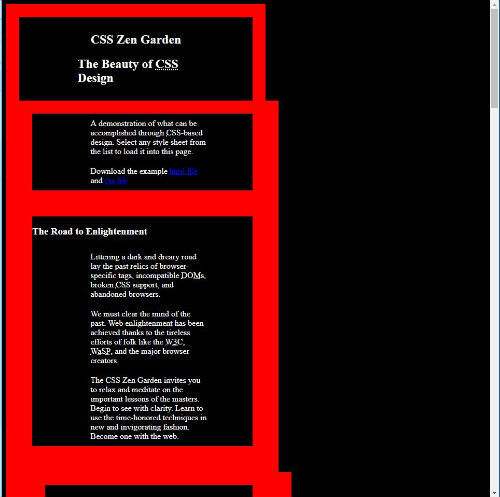 CSS Zen Garden
The Beauty of CSS
Design
A demonstration of what can be
accomplished through CSS-based
design. Select any style sheet from
the list to load it into this page.
Download the example html file
and css file
The Road to Enlightenment
Littering a dark and dreary road
lay the past relics of browser-
specific tags, incompatible DOMs,
broken CSS support, and
abandoned browsers.
We must clear the mind of the
past. Web enlightenment has been
achieved thanks to the tireless
efforts of folk like the W3C,
WaSP, and the major browser
creators.
The CSS Zen Garden invites you
to relax and meditate on the
important lessons of the masters.
Begin to see with clarity. Learn to
use the time-honored techniques in
new and invigorating fashion.
Become one with the web.